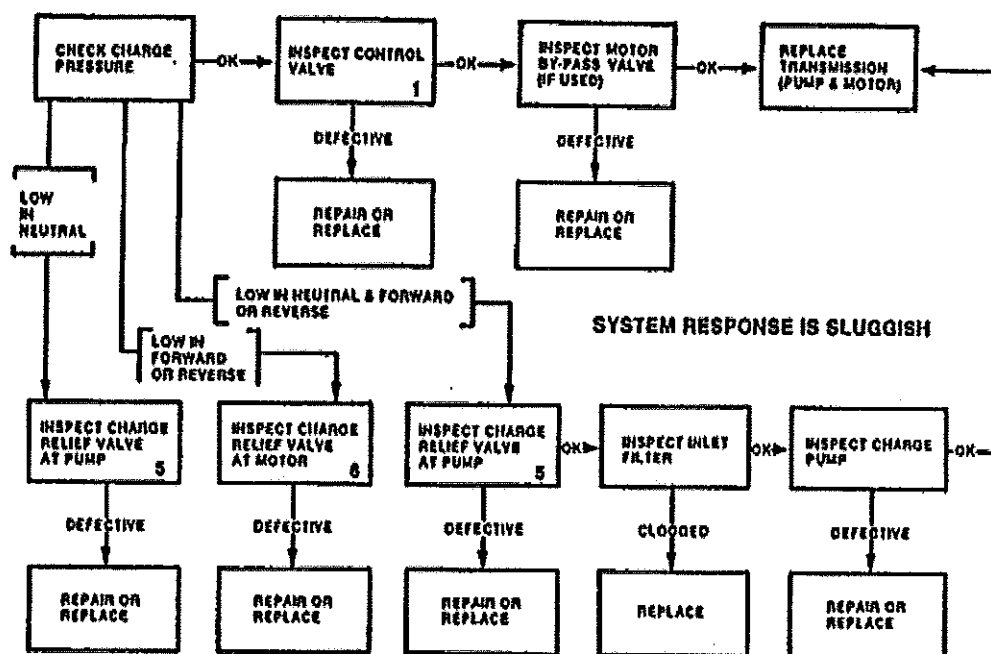 CHECK CHARGE
PRESSURE
OK
INSPECT CONTROL
VALVE
1
OK
INSPECT MOTOR
BY-PASS VALVE
(IF USED)
OK
REPLACE
TRANSMISSION
(PUMP & MOTOR)
DEFECTIVE
DEFECTIVE
LOW
IN
NEUTRAL
REPAIR OR
REPLACE
REPAIR OR
REPLACE
LOW IN NEUTRAL & FORWARD
OR REVERSE
SYSTEM RESPONSE IS SLUGGISH
LOW IN
FORWARD
OR REVERSE
INSPECT CHARGE
RELIEF VALVE
AT PUMP
5
INSPECT CHARGE
RELIEF VALVE
AT MOTOR
6
INSPECT CHARGE
RELIEF VALVE
AT PUMP
5
OK
INSPECT INLET
FILTER
OK
INSPECT CHARGE
PUMP
OK
DEFECTIVE
DEFECTIVE
DEFECTIVE
CLOGGED
DEFECTIVE
REPAIR OR
REPLACE
REPAIR OR
REPLACE
REPAIR OR
REPLACE
REPLACE
REPAIR OR
REPLACE